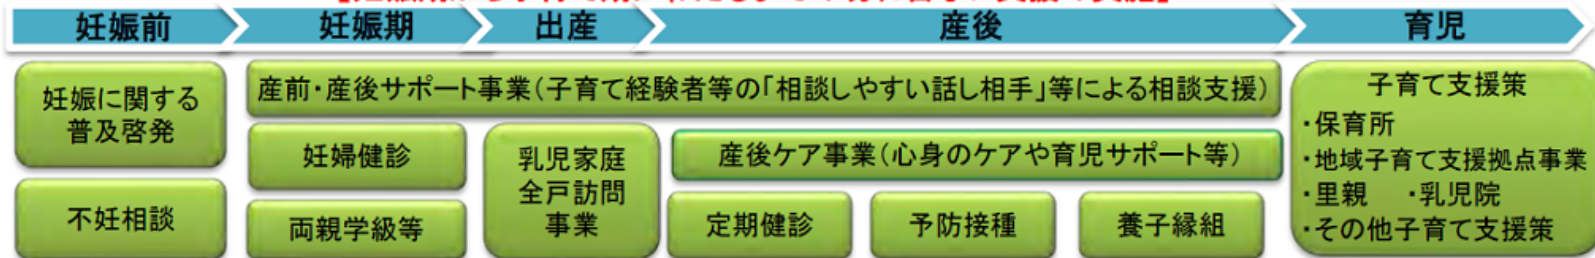 妊娠前
妊娠期
出産
産後
育児
妊娠に関する
普及啓発
不妊相談
産前・産後サポート事業(子育て経験者等の「相談しやすい話し相手」等による相談支援)
妊婦健診
両親学級等
乳児家庭
全戸訪問
事業
産後ケア事業(心身のケアや育児サポート等)
定期健診
予防接種
養子縁組
子育て支援策
・保育所
・地域子育て支援拠点事業
・里親 ・乳児院
・その他子育て支援策